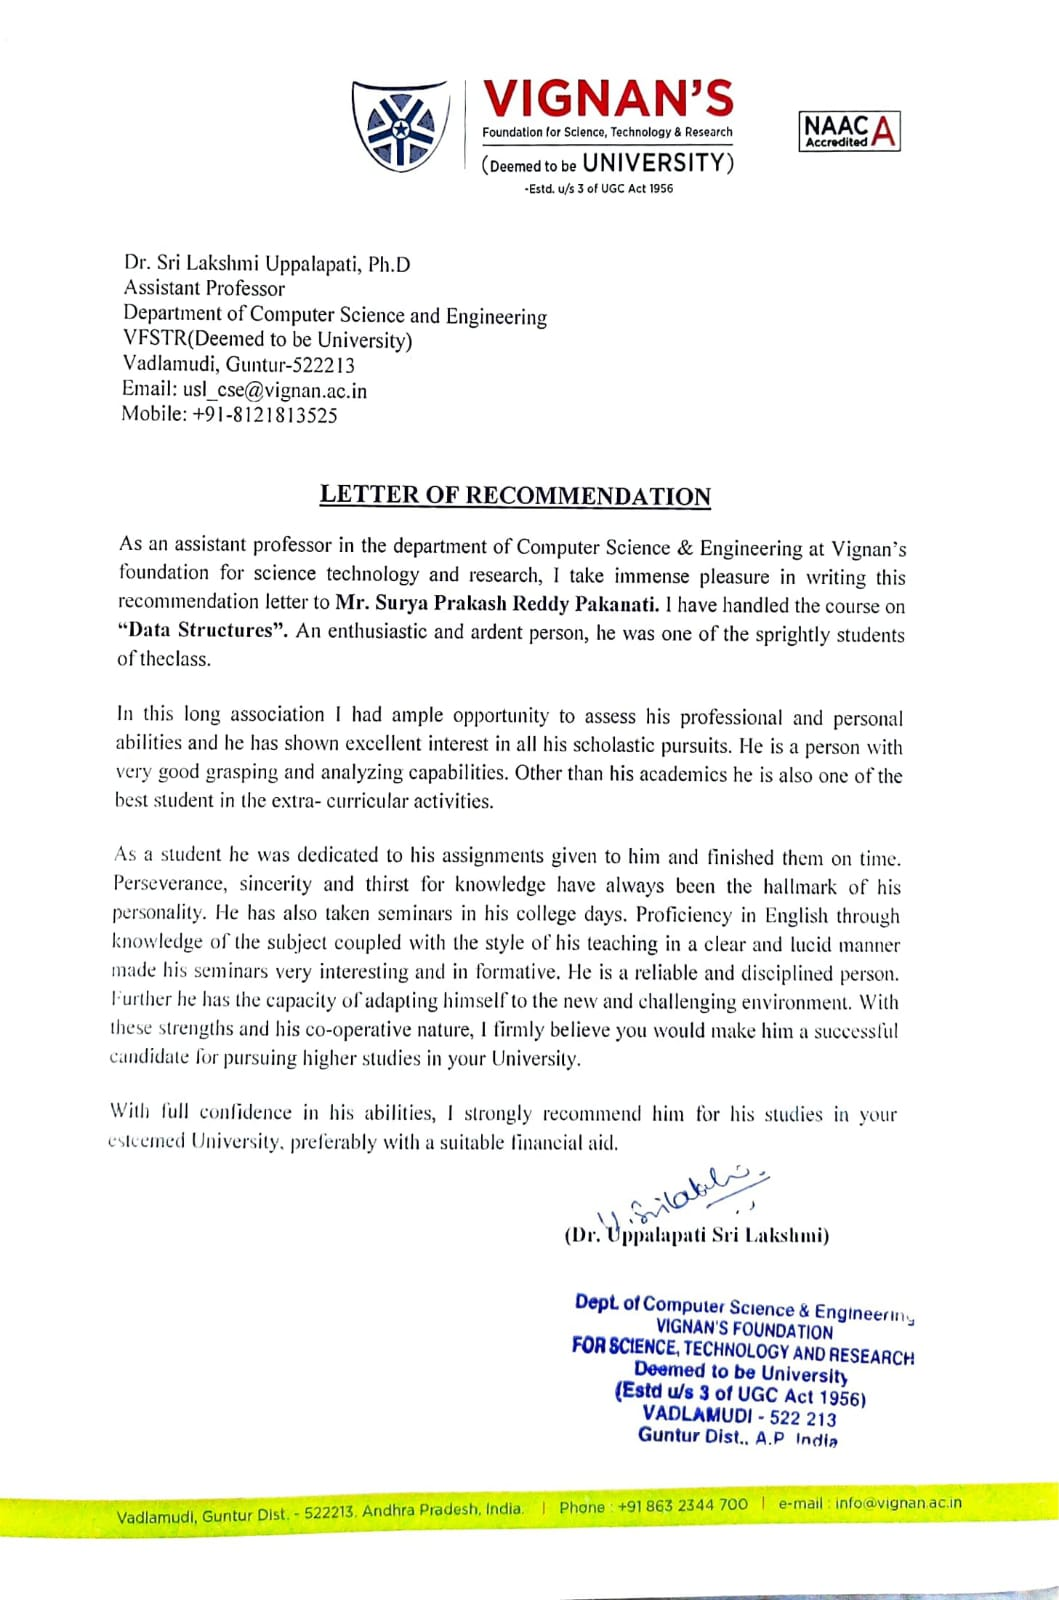 VIGNAN'S
Foundation for Science, Technology & Research
(Deemed to be UNIVERSITY)
-Estd. u/s 3 of UGC Act 1956
NAAC A
Accredited
Dr. Sri Lakshmi Uppalapati, Ph.D
Assistant Professor
Department of Computer Science and Engineering
VFSTR(Deemed to be University)
Vadlamudi, Guntur-522213
Email: usl_cse@vignan.ac.in
Mobile: +91-8121813525
LETTER OF RECOMMENDATION
As an assistant professor in the department of Computer Science & Engineering at Vignan's
foundation for science technology and research, I take immense pleasure in writing this
recommendation letter to Mr. Surya Prakash Reddy Pakanati. I have handled the course on
“Data Structures”. An enthusiastic and ardent person, he was one of the sprightly students
of theclass.
In this long association I had ample opportunity to assess his professional and personal
abilities and he has shown excellent interest in all his scholastic pursuits. He is a person with
very good grasping and analyzing capabilities. Other than his academics he is also one of the
best student in the extra- curricular activities.
As a student he was dedicated to his assignments given to him and finished them on time.
Perseverance, sincerity and thirst for knowledge have always been the hallmark of his
personality. He has also taken seminars in his college days. Proficiency in English through
knowledge of the subject coupled with the style of his teaching in a clear and lucid manner
made his seminars very interesting and in formative. He is a reliable and disciplined person.
Further he has the capacity of adapting himself to the new and challenging environment. With
these strengths and his co-operative nature, I firmly believe you would make him a successful
candidate for pursuing higher studies in your University.
With full confidence in his abilities, I strongly recommend him for his studies in your
esteemed University, preferably with a suitable financial aid.
U. Srilakshmi
(Dr. Uppalapati Sri Lakshmi)
Dept. of Computer Science & Engineering
VIGNAN'S FOUNDATION
FOR SCIENCE, TECHNOLOGY AND RESEARCH
Deemed to be University
(Estd u/s 3 of UGC Act 1956)
VADLAMUDI - 522 213
Guntur Dist., A.P India
Vadlamudi, Guntur Dist. - 522213, Andhra Pradesh, India. | Phone : +91 863 2344 700 | e-mail : info@vignan.ac.in